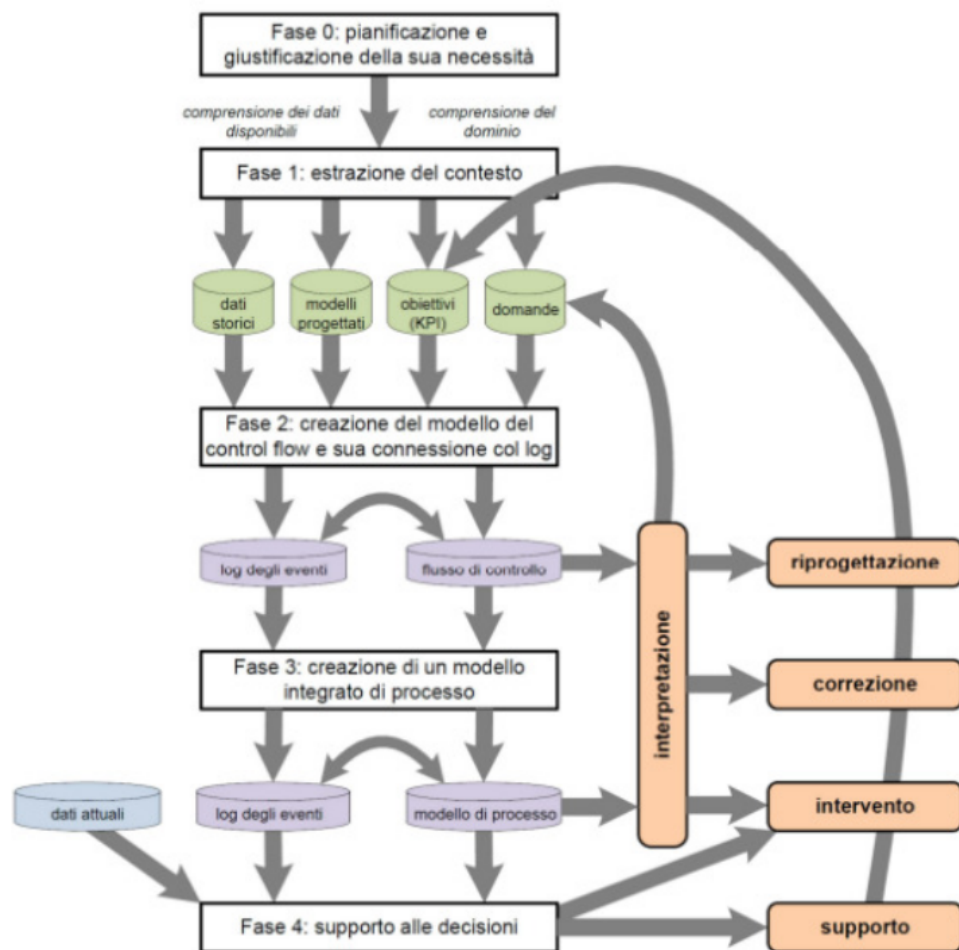 Fase 0: pianificazione e
giustificazione della sua necessità
comprensione dei dati
disponibili
comprensione del
dominio
Fase 1: estrazione del contesto
dati
storici
modelli
progettati
obiettivi
(KPI)
domande
Fase 2: creazione del modello del
control flow e sua connessione col log
log degli eventi
flusso di controllo
interpretazione
riprogettazione
Fase 3: creazione di un modello
integrato di processo
correzione
dati attuali
log degli eventi
modello di processo
intervento
Fase 4: supporto alle decisioni
supporto